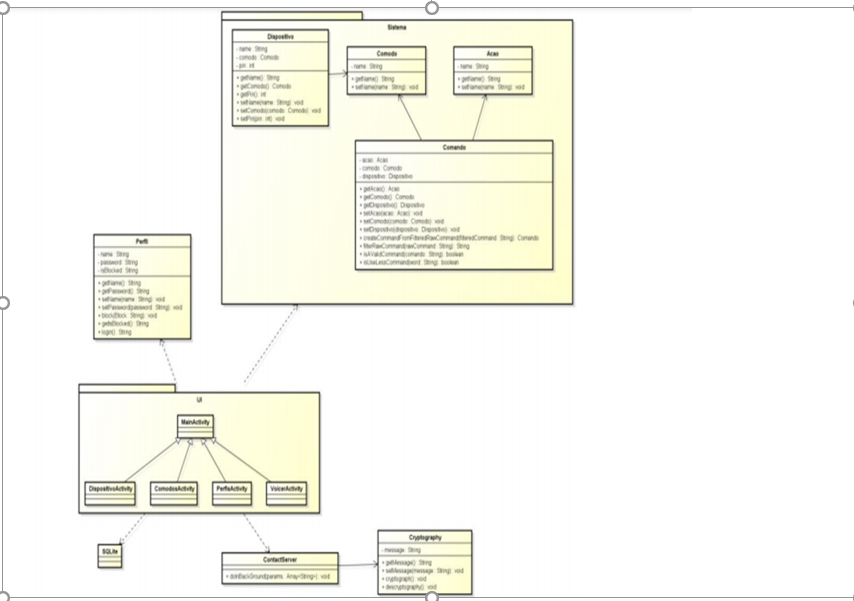 Sistema
Dispositivo
- name : String
- comodo : Comodo
- pin : int
+ getName() : String
+ getComodo() : Comodo
+ getPin() : int
+ setName(name : String) : void
+ setComodo(comodo : Comodo) : void
+ setPin(pin : int) : void
Comodo
- name : String
+ getName() : String
+ setName(name : String) : void
Acao
- name : String
+ getName() : String
+ setName(name : String) : void
Comando
- acao : Acao
- comodo : Comodo
- dispositivo : Dispositivo
+ getAcao() : Acao
+ getComodo() : Comodo
+ getDispositivo() : Dispositivo
+ setAcao(acao : Acao) : void
+ setComodo(comodo : Comodo) : void
+ setDispositivo(dispositivo : Dispositivo) : void
+ createCommandFromFilteredRawCommand(filteredCommand : String) : Comando
+ filterRawCommand(rawCommand : String) : String
+ isAValidCommand(comando : String) : boolean
+ isUseLessCommand(word : String) : boolean
Perfil
- name : String
- password : String
- isBlocked : String
+ getName() : String
+ getPassword() : String
+ setName(name : String) : void
+ setPassword(password : String) : void
+ block(Block : String) : void
+ getIsBlocked() : String
+ login() : String
UI
MainActivity
DispositivoActivity
ComodosActivity
PerfisActivity
VoicerActivity
SQLite
ContactServer
+ doInBackGround(params : Array<String>) : void
Cryptography
- message : String
+ getMessage() : String
+ setMessage(message : String) : void
+ cryptograph() : void
+ descryptography() : void